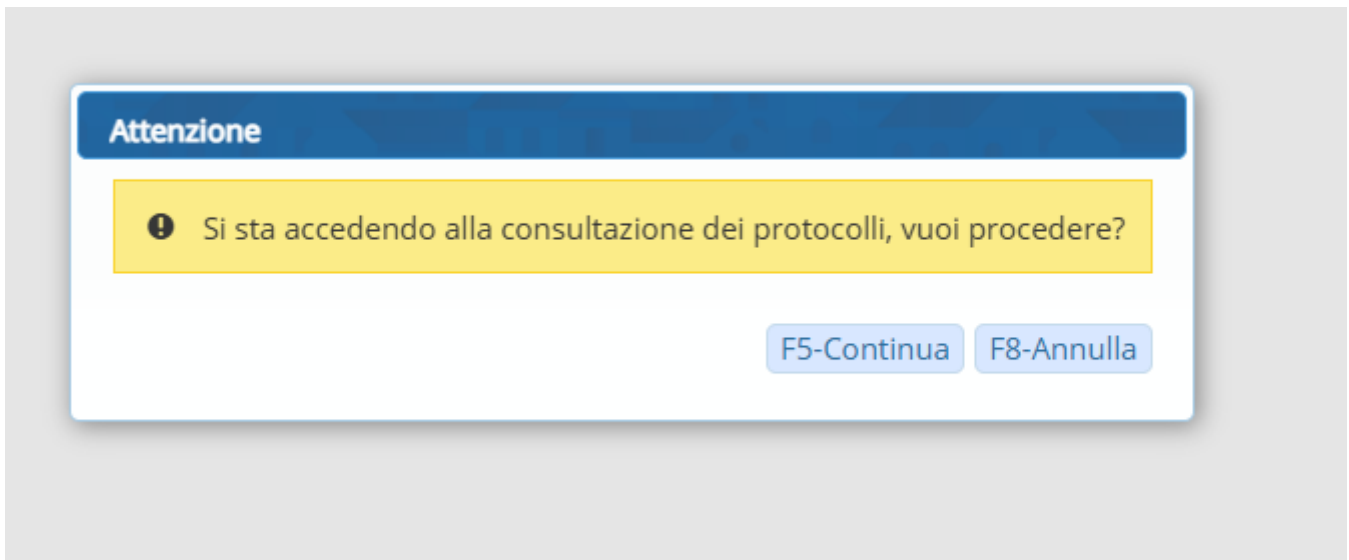 Attenzione
Si sta accedendo alla consultazione dei protocolli, vuoi procedere?
F5-Continua F8-Annulla